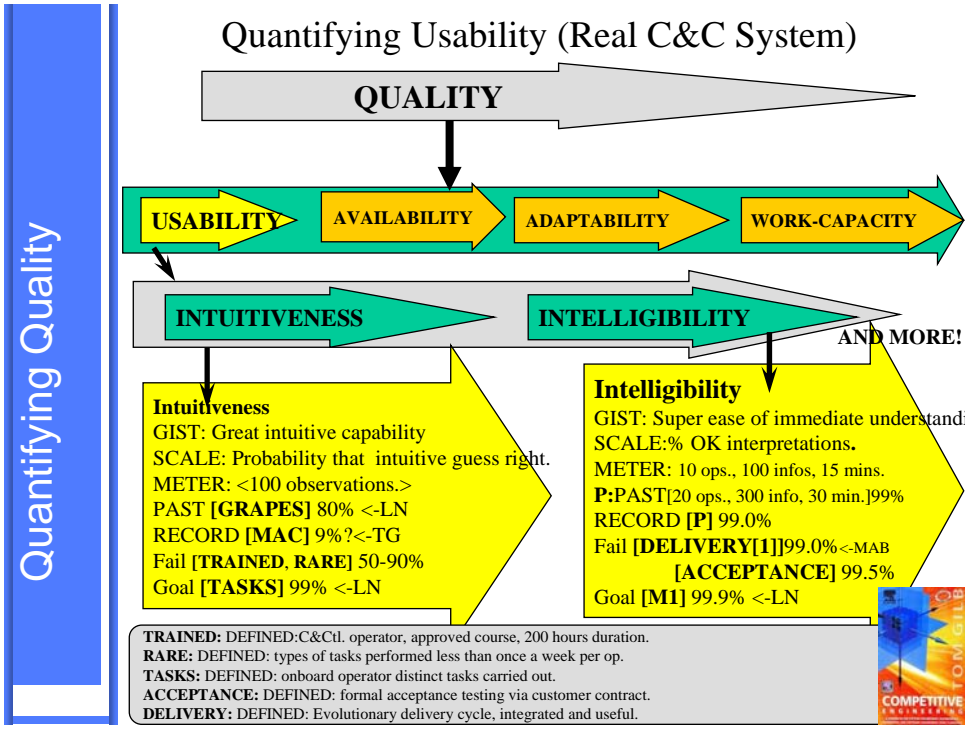 Quantifying Usability (Real C&C System)
Quantifying Quality
QUALITY
USABILITY
AVAILABILITY
ADAPTABILITY
WORK-CAPACITY
INTUITIVENESS
INTELLIGIBILITY
AND MORE!
Intuitiveness
GIST: Great intuitive capability
SCALE: Probability that intuitive guess right.
METER: <100 observations.>
PAST [GRAPES] 80% <-LN
RECORD [MAC] 9%?<-TG
Fail [TRAINED, RARE] 50-90%
Goal [TASKS] 99% <-LN
Intelligibility
GIST: Super ease of immediate understandi
SCALE:% OK interpretations.
METER: 10 ops., 100 infos, 15 mins.
P:PAST[20 ops., 300 info, 30 min.]99%
RECORD [P] 99.0%
Fail [DELIVERY[1]]99.0%<-MAB
[ACCEPTANCE] 99.5%
Goal [M1] 99.9% <-LN
TRAINED: DEFINED:C&Ctl. operator, approved course, 200 hours duration.
RARE: DEFINED: types of tasks performed less than once a week per op.
TASKS: DEFINED: onboard operator distinct tasks carried out.
ACCEPTANCE: DEFINED: formal acceptance testing via customer contract.
DELIVERY: DEFINED: Evolutionary delivery cycle, integrated and useful.
TOM GILB
COMPETITIVE
ENGINEERING